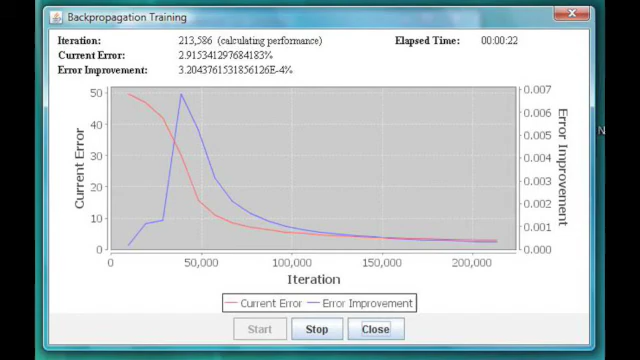 Backpropagation Training
Iteration: 213,586 (calculating performance) Elapsed Time: 00:00:22
Current Error: 2.915341297684183%
Error Improvement: 3.2043761531856126E-4%
50
40
30
20
10
0
Current Error
0.007
0.006
0.005
0.004
0.003
0.002
0.001
0.000
Error Improvement
0 50,000 100,000 150,000 200,000
Iteration
Current Error Error Improvement
Start Stop Close
N